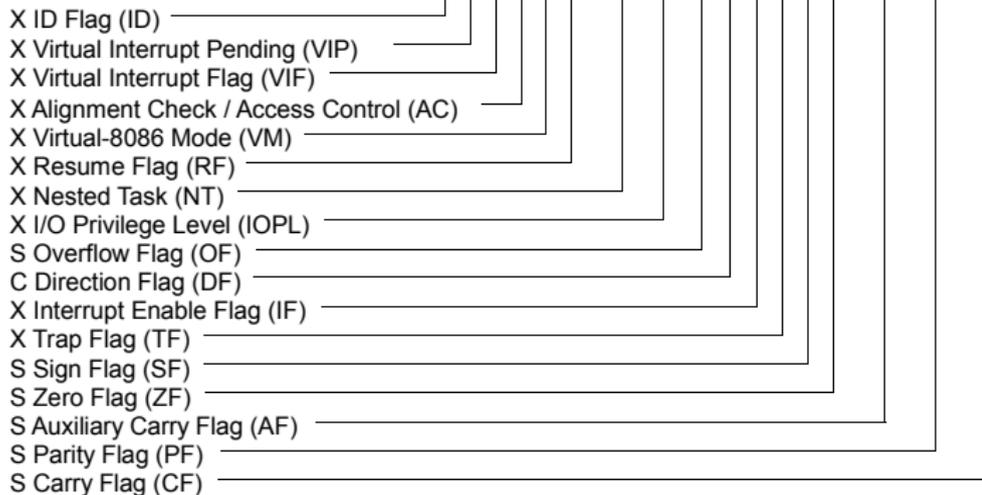 X ID Flag (ID)
X Virtual Interrupt Pending (VIP)
X Virtual Interrupt Flag (VIF)
X Alignment Check / Access Control (AC)
X Virtual-8086 Mode (VM)
X Resume Flag (RF)
X Nested Task (NT)
X I/O Privilege Level (IOPL)
S Overflow Flag (OF)
C Direction Flag (DF)
X Interrupt Enable Flag (IF)
X Trap Flag (TF)
S Sign Flag (SF)
S Zero Flag (ZF)
S Auxiliary Carry Flag (AF)
S Parity Flag (PF)
S Carry Flag (CF)